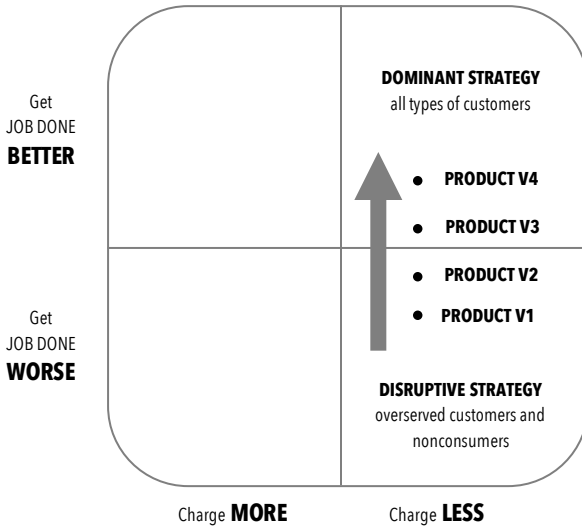 DOMINANT STRATEGY
all types of customers
Get
JOB DONE
BETTER
PRODUCT V4
PRODUCT V3
PRODUCT V2
PRODUCT V1
Get
JOB DONE
WORSE
DISRUPTIVE STRATEGY
overserved customers and
nonconsumers
Charge MORE
Charge LESS